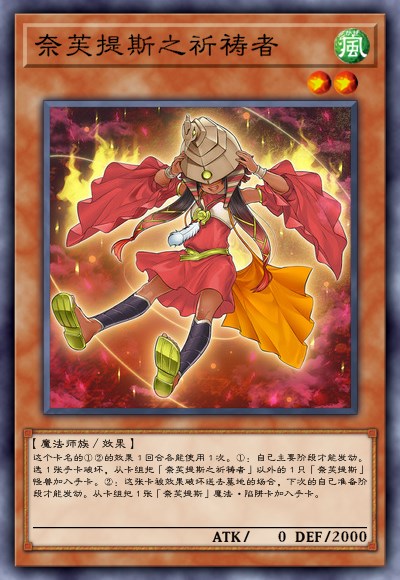 奈芙提斯之祈祷者
風
【魔法师族／效果】
这个卡名的①②的效果1回合各能使用1次。①：自己主要阶段才能发动。
选1张手卡破坏，从卡组把「奈芙提斯之祈祷者」以外的1只「奈芙提斯」
怪兽加入手卡。②：这张卡被效果破坏送去墓地的场合，下次的自己准备阶
段才能发动。从卡组把1张「奈芙提斯」魔法·陷阱卡加入手卡。
ATK/ 0 DEF/2000